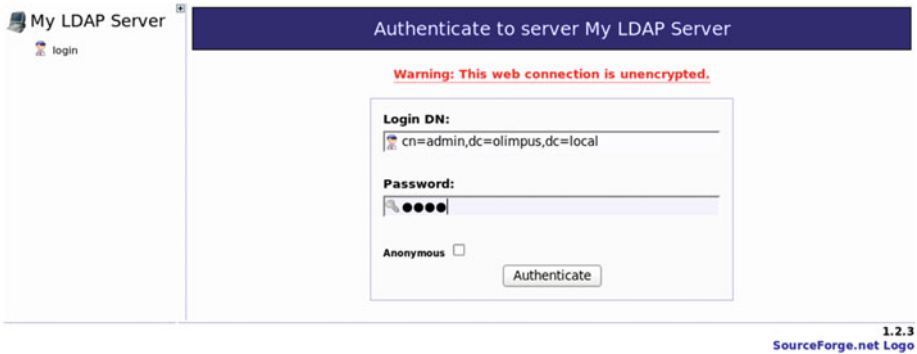 My LDAP Server
login
Authenticate to server My LDAP Server
Warning: This web connection is unencrypted.
Login DN:
cn=admin,dc=olimpus,dc=local
Password:
●●●●
Anonymous
Authenticate
1.2.3
SourceForge.net Logo